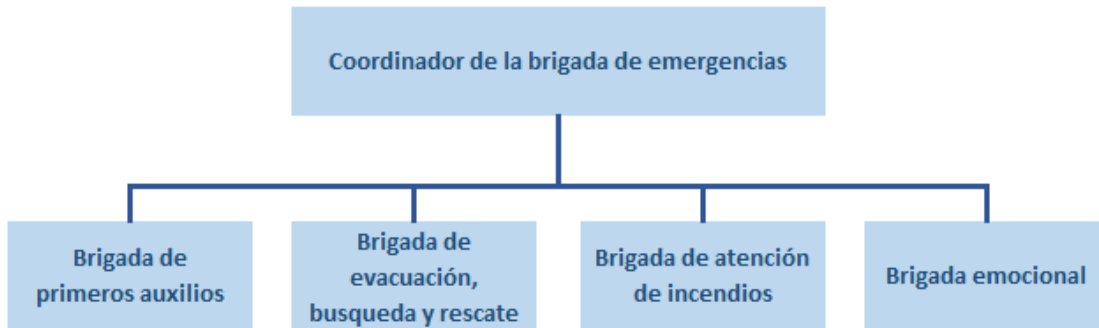 Coordinador de la brigada de emergencias
Brigada de
primeros auxilios
Brigada de
evacuación,
busqueda y rescate
Brigada de atención
de incendios
Brigada emocional